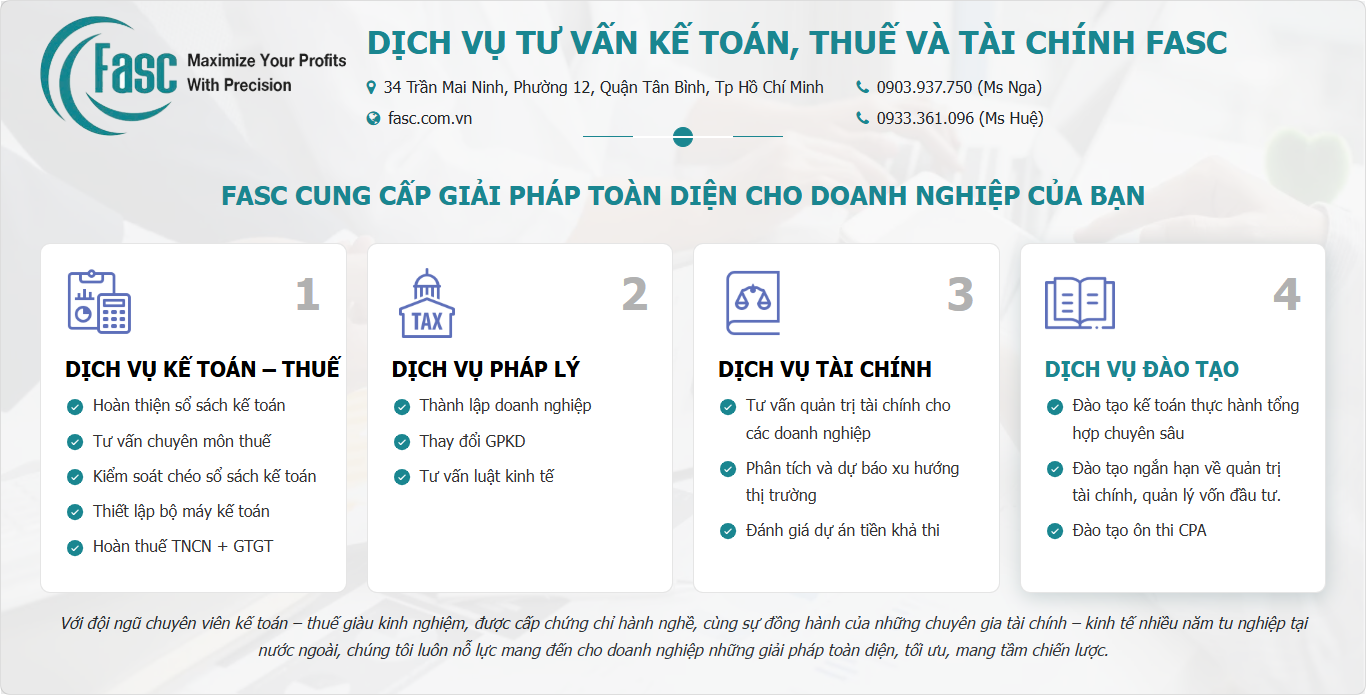 Fasc
Maximize Your Profits
With Precision
DỊCH VỤ TƯ VẤN KẾ TOÁN, THUẾ VÀ TÀI CHÍNH FASC
34 Trần Mai Ninh, Phường 12, Quận Tân Bình, Tp Hồ Chí Minh
0903.937.750 (Ms Nga)
fasc.com.vn
0933.361.096 (Ms Huệ)
FASC CUNG CẤP GIẢI PHÁP TOÀN DIỆN CHO DOANH NGHIỆP CỦA BẠN
1
DỊCH VỤ KẾ TOÁN – THUẾ
Hoàn thiện sổ sách kế toán
Tư vấn chuyên môn thuế
Kiểm soát chéo sổ sách kế toán
Thiết lập bộ máy kế toán
Hoàn thuế TNCN + GTGT
TAX
2
DỊCH VỤ PHÁP LÝ
Thành lập doanh nghiệp
Thay đổi GPKD
Tư vấn luật kinh tế
3
DỊCH VỤ TÀI CHÍNH
Tư vấn quản trị tài chính cho
các doanh nghiệp
Phân tích và dự báo xu hướng
thị trường
Đánh giá dự án tiền khả thi
4
DỊCH VỤ ĐÀO TẠO
Đào tạo kế toán thực hành tổng
hợp chuyên sâu
Đào tạo ngắn hạn về quản trị
tài chính, quản lý vốn đầu tư.
Đào tạo ôn thi CPA
Với đội ngũ chuyên viên kế toán – thuế giàu kinh nghiệm, được cấp chứng chỉ hành nghề, cùng sự đồng hành của những chuyên gia tài chính – kinh tế nhiều năm tu nghiệp tại
nước ngoài, chúng tôi luôn nỗ lực mang đến cho doanh nghiệp những giải pháp toàn diện, tối ưu, mang tầm chiến lược.